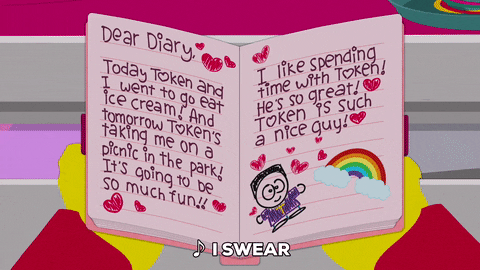 Dear Diary,
Today Token and
I went to go eat
ice cream! And
tomorrow Token's
taking me on a
picnic in the park!
It's going to be
so much fun!!
I like spending
time with Token!
He's so great!
Token is such
a nice guy!
♪ I SWEAR